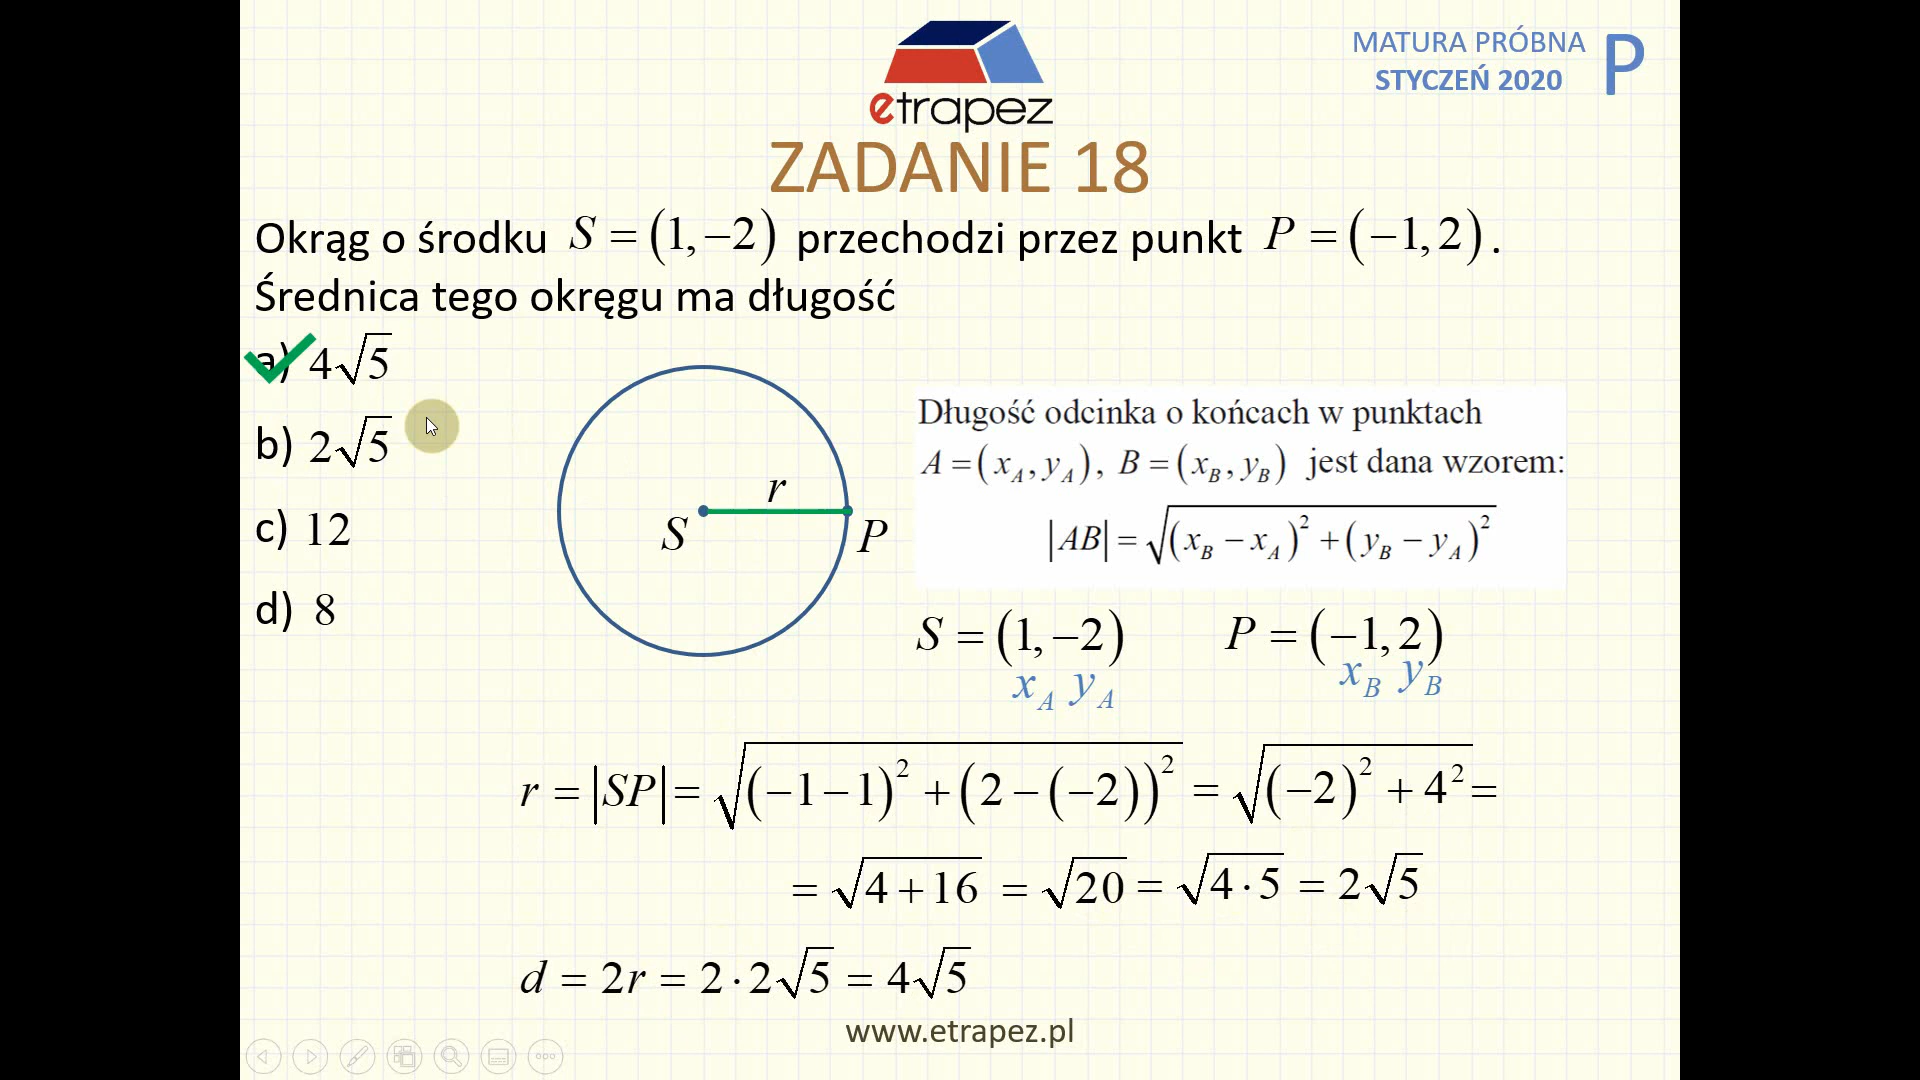 etrapez
MATURA PRÓBNA
STYCZEŃ 2020
P
ZADANIE 18
Okrąg o środku S = (1, −2) przechodzi przez punkt P = (−1, 2).
Średnica tego okręgu ma długość
a) 4√5
b) 2√5
c) 12
d) 8
r
S
P
Długość odcinka o końcach w punktach
A = (x_A, y_A), B = (x_B, y_B) jest dana wzorem:
|AB| = √((x_B − x_A)² + (y_B − y_A)²)
S = (1, −2) P = (−1, 2)
x_A y_A x_B y_B
r = |SP| = √((−1−1)² + (2−(−2))²) = √((−2)² + 4²) =
= √(4+16) = √20 = √(4·5) = 2√5
d = 2r = 2·2√5 = 4√5
www.etrapez.pl